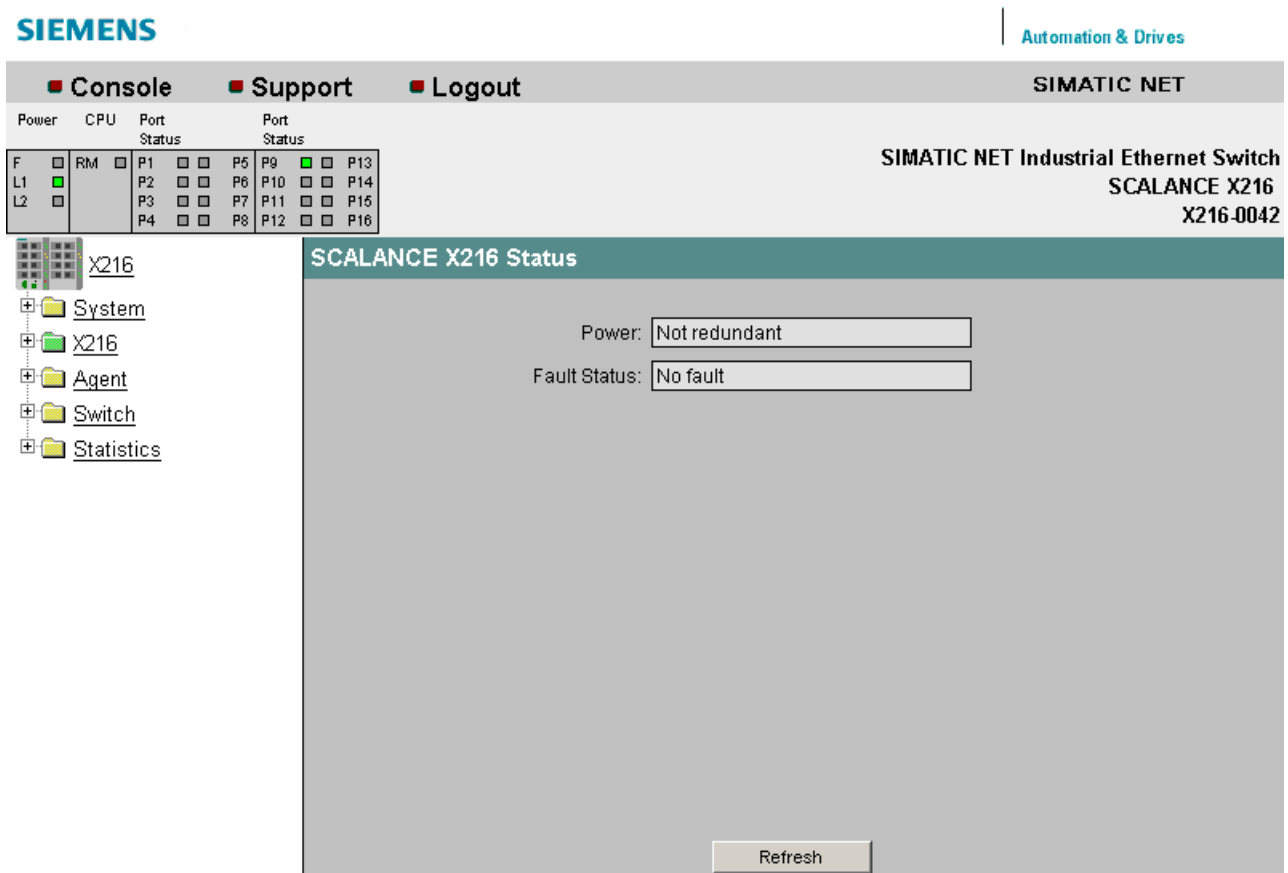 SIEMENS
Automation & Drives
Console Support Logout SIMATIC NET
Power CPU Port Status Port Status
F RM P1 P5 P9 P13
L1 P2 P6 P10 P14
L2 P3 P7 P11 P15
P4 P8 P12 P16
SIMATIC NET Industrial Ethernet Switch
SCALANCE X216
X216-0042
X216
System
X216
Agent
Switch
Statistics
SCALANCE X216 Status
Power: Not redundant
Fault Status: No fault
Refresh